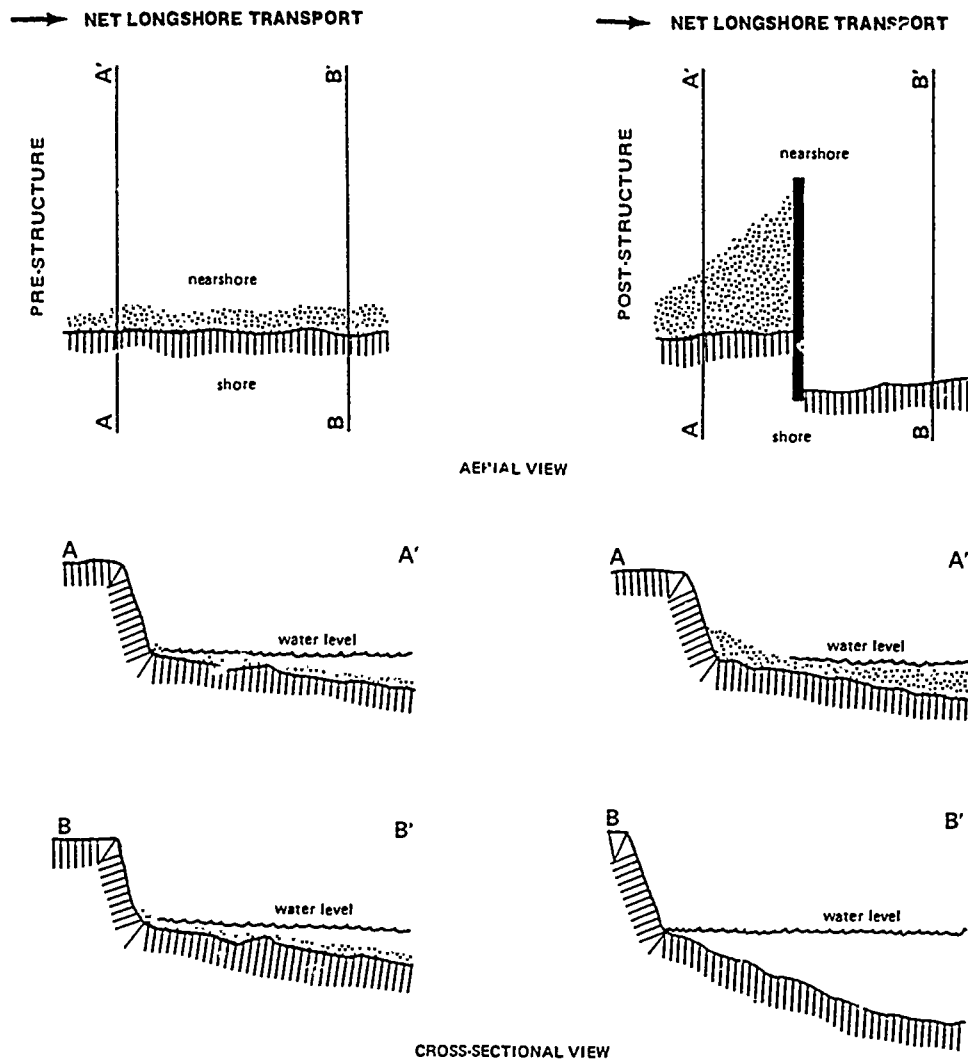 NET LONGSHORE TRANSPORT
NET LONGSHORE TRANSPORT
PRE-STRUCTURE
A'
B'
nearshore
shore
A
B
POST-STRUCTURE
A'
B'
nearshore
shore
A
B
AERIAL VIEW
A
A'
water level
A
A'
water level
B
B'
water level
B
B'
water level
CROSS-SECTIONAL VIEW